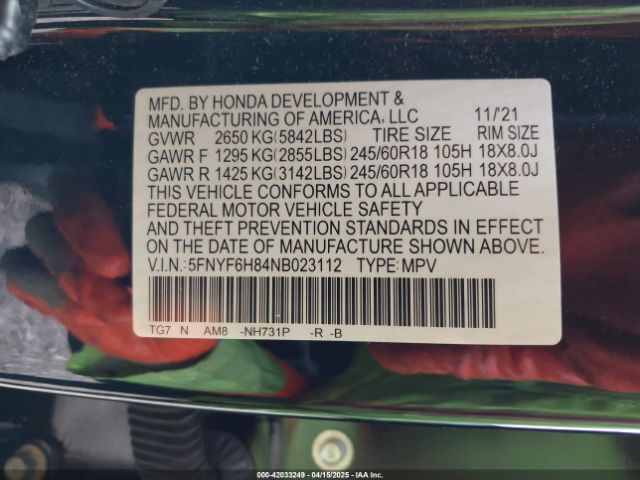 MFD. BY HONDA DEVELOPMENT &
MANUFACTURING OF AMERICA, LLC 11/'21
GVWR 2650 KG(5842LBS) TIRE SIZE RIM SIZE
GAWR F 1295 KG(2855LBS) 245/60R18 105H 18X8.0J
GAWR R 1425 KG(3142LBS) 245/60R18 105H 18X8.0J
THIS VEHICLE CONFORMS TO ALL APPLICABLE
FEDERAL MOTOR VEHICLE SAFETY
AND THEFT PREVENTION STANDARDS IN EFFECT
ON THE DATE OF MANUFACTURE SHOWN ABOVE.
V.I.N.:5FNYF6H84NB023112 TYPE:MPV
TG7 N AM8 -NH731P -R -B
000-42033249 - 04/15/2025 - IAA Inc.